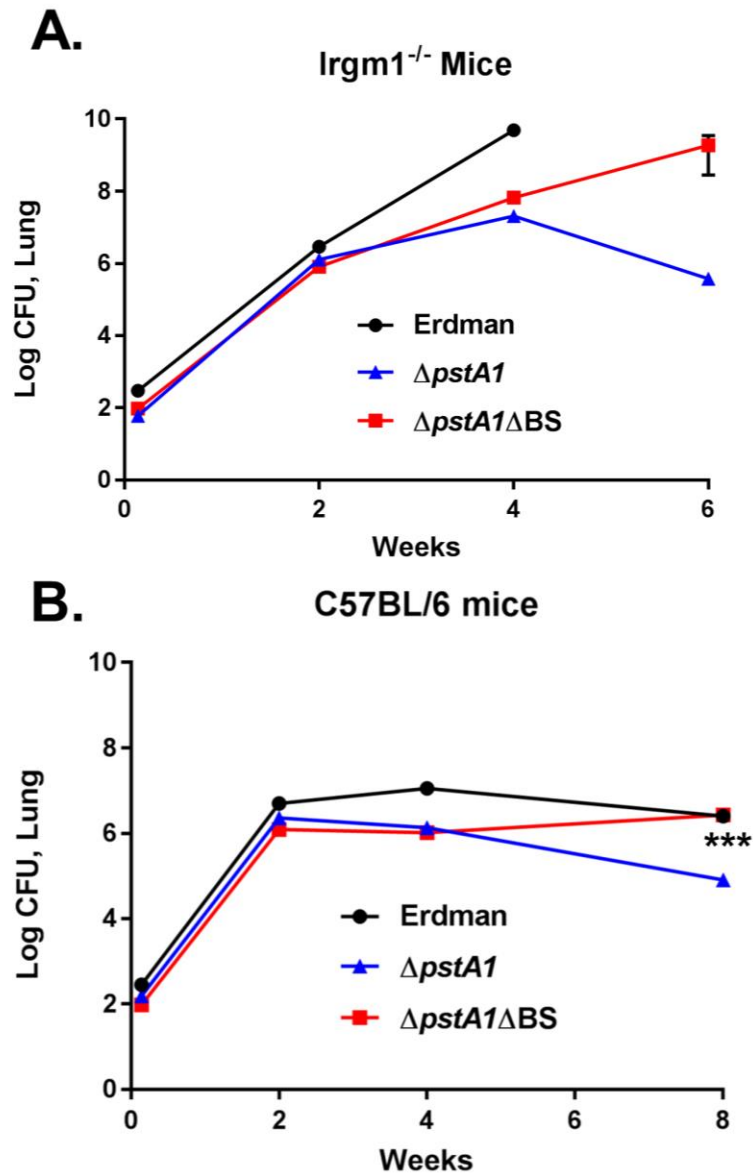 A.
Irgm1-/- Mice
10
8
6
4
2
0
Log CFU, Lung
Erdman
ΔpstA1
ΔpstA1ΔBS
0 2 4 6
Weeks
B.
C57BL/6 mice
10
8
6
4
2
0
Log CFU, Lung
***
Erdman
ΔpstA1
ΔpstA1ΔBS
0 2 4 6 8
Weeks